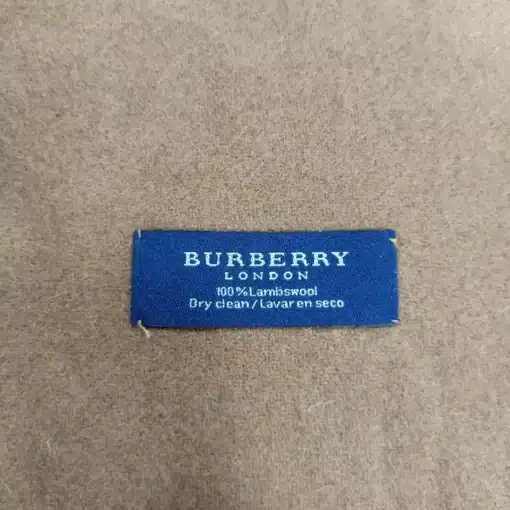 BURBERRY
LONDON
100%Lambswool
Dry clean/Lavar en seco